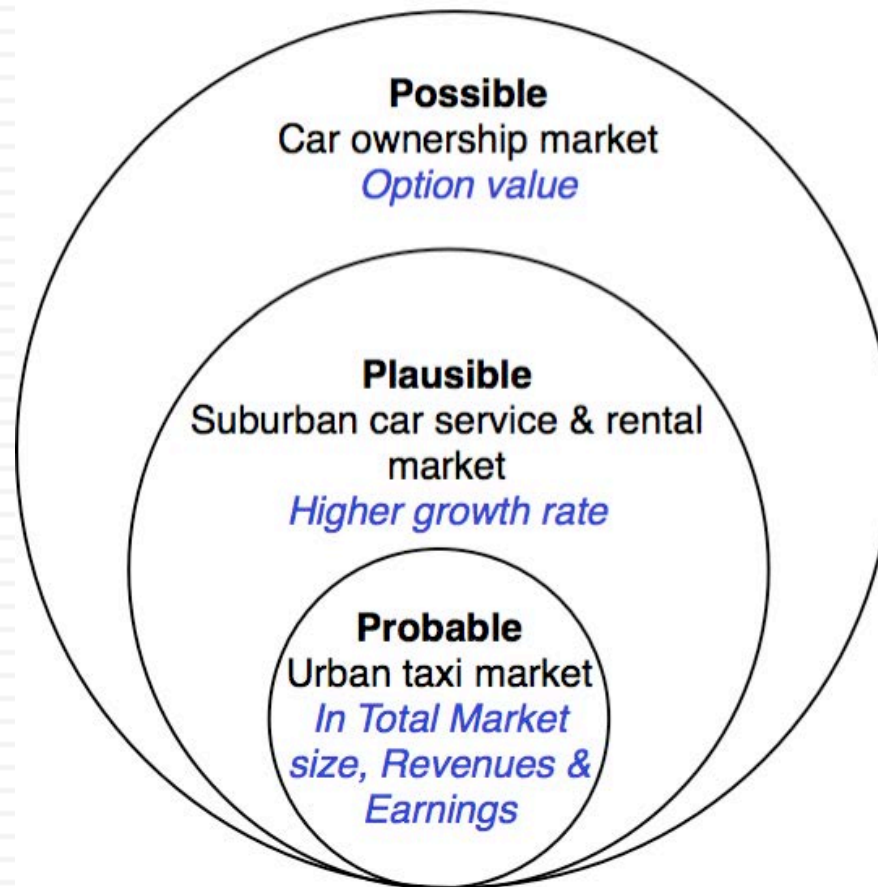 Possible
Car ownership market
Option value
Plausible
Suburban car service & rental
market
Higher growth rate
Probable
Urban taxi market
In Total Market
size, Revenues &
Earnings